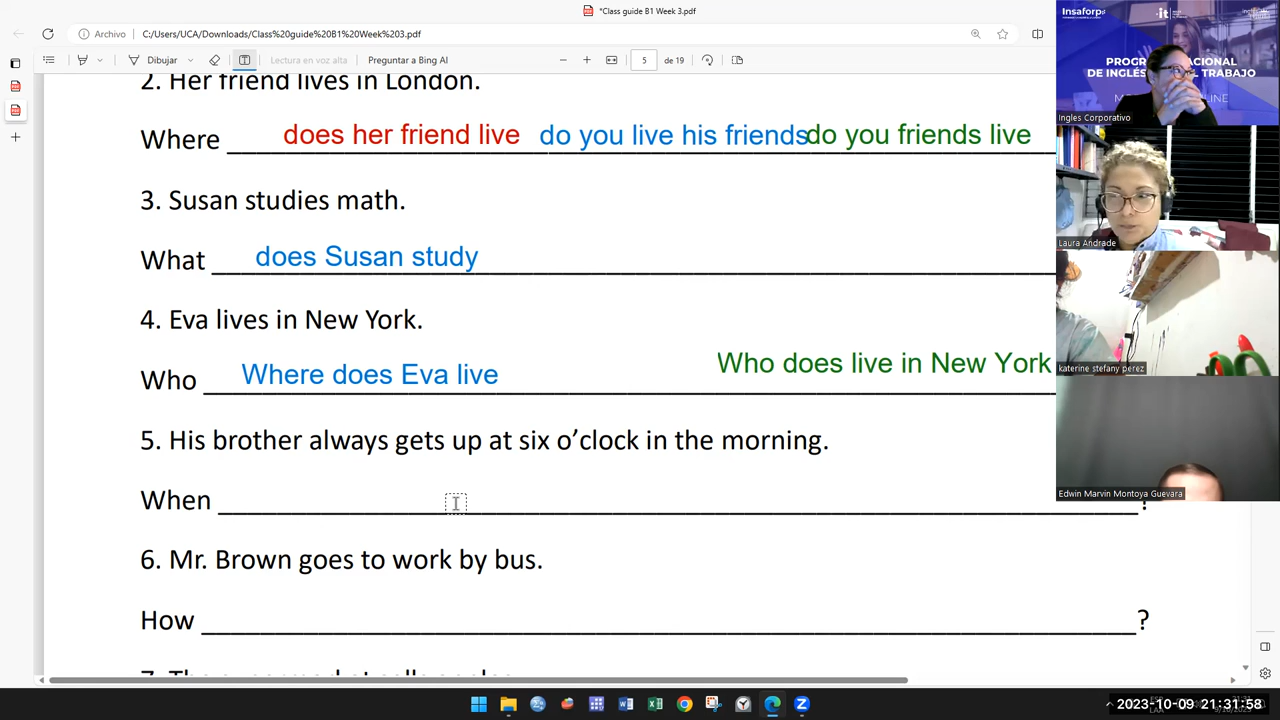 *Class guide B1 Week 3.pdf
Archivo
C:/Users/UCA/Downloads/Class%20guide%20B1%20Week%203.pdf
Dibujar
Lectura en voz alta
Preguntar a Bing AI
5
de 19
2. Her friend lives in London.
Where does her friend live do you live his friends do you friends live
3. Susan studies math.
What does Susan study
4. Eva lives in New York.
Who Where does Eva live Who does live in New York
5. His brother always gets up at six o’clock in the morning.
When ?
6. Mr. Brown goes to work by bus.
How ?
Insaforp
it
Ingles Corporativo
Laura Andrade
katerine stefany perez
Edwin Marvin Montoya Guevara
2023-10-09 21:31:58